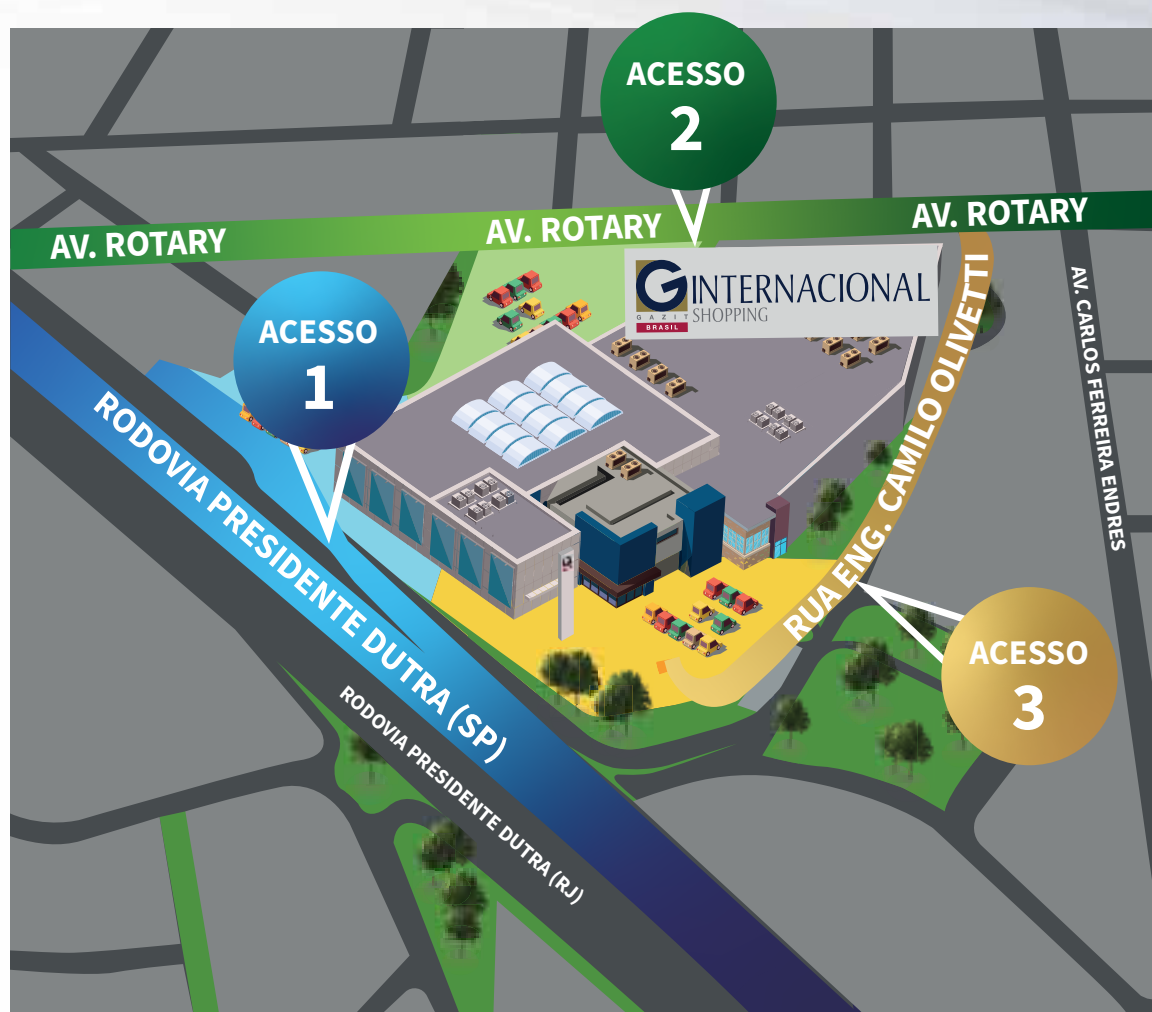 ACESSO
2
AV. ROTARY
AV. ROTARY
AV. ROTARY
G INTERNACIONAL
SHOPPING
GAZIT
BRASIL
ACESSO
1
RODOVIA PRESIDENTE DUTRA (SP)
RODOVIA PRESIDENTE DUTRA (RJ)
RUA ENG. CAMILO OLIVETTI
AV. CARLOS FERREIRA ENDRES
ACESSO
3